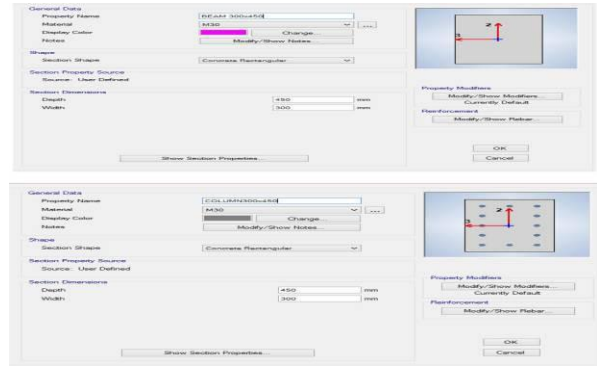 General Data
Property Name BEAM 300x450
Material M30 ...
Display Color Change...
Notes Modify/Show Notes...
Shape
Section Shape Concrete Rectangular
Section Property Source
Source: User Defined
Section Dimensions
Depth 450 mm
Width 300 mm
Show Section Properties...
2
3
Property Modifiers
Modify/Show Modifiers...
Currently Default
Reinforcement
Modify/Show Rebar...
OK
Cancel
General Data
Property Name COLUMN300x450
Material M30 ...
Display Color Change...
Notes Modify/Show Notes...
Shape
Section Shape Concrete Rectangular
Section Property Source
Source: User Defined
Section Dimensions
Depth 450 mm
Width 300 mm
Show Section Properties...
2
3
Property Modifiers
Modify/Show Modifiers...
Currently Default
Reinforcement
Modify/Show Rebar...
OK
Cancel